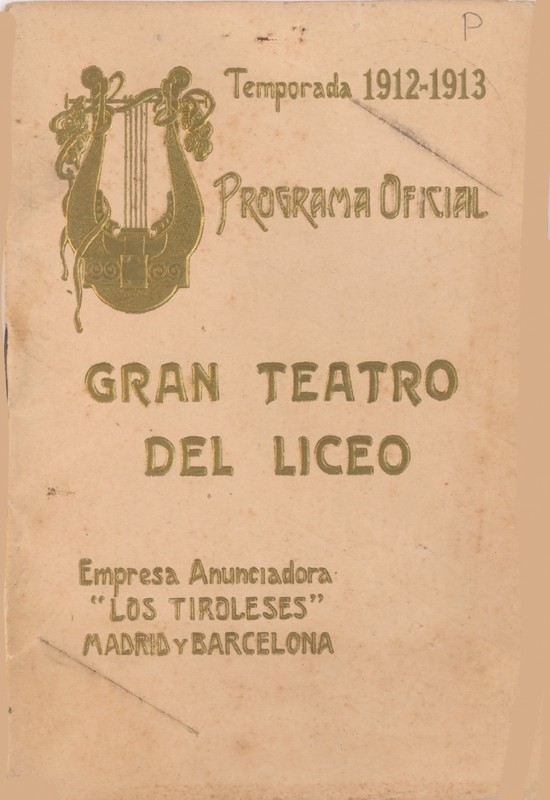 P
Temporada 1912-1913
PROGRAMA OFICIAL
GRAN TEATRO
DEL LICEO
Empresa Anunciadora
"LOS TIROLESES"
MADRID Y BARCELONA